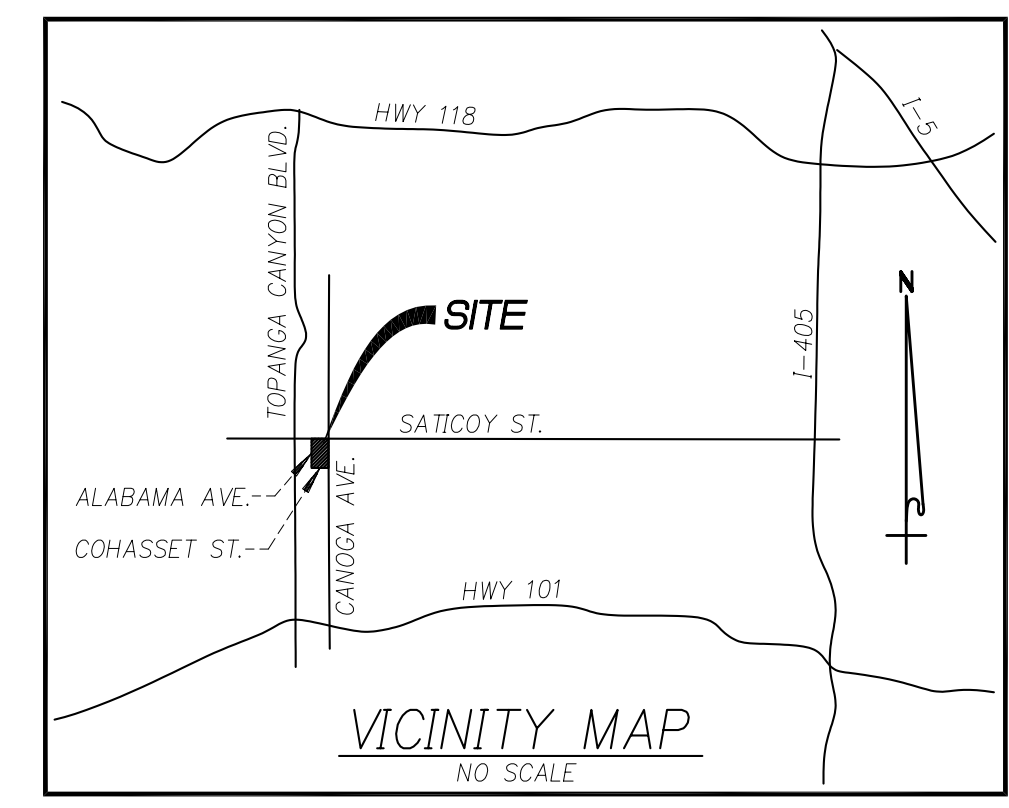 HWY 118
I-5
TOPANGA CANYON BLVD.
N
SITE
I-405
SATICOY ST.
ALABAMA AVE.
CANOGA AVE.
COHASSET ST.
HWY 101
VICINITY MAP
NO SCALE